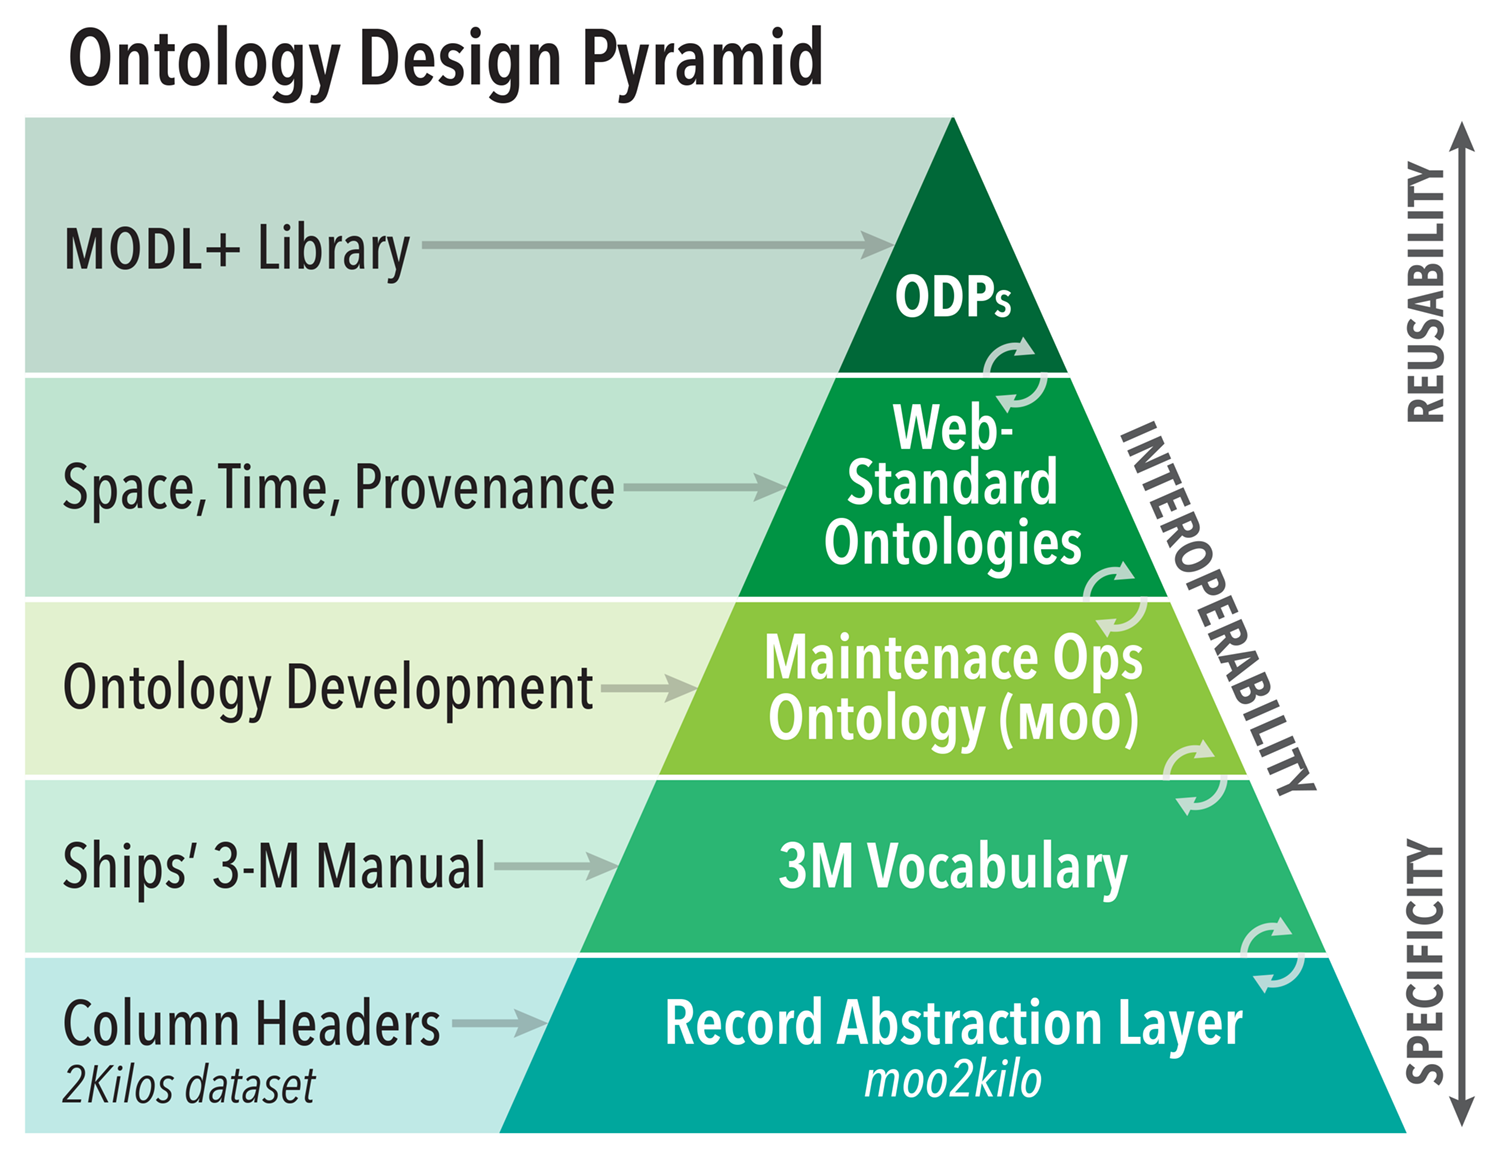 Ontology Design Pyramid
MODL+ Library
ODPs
Space, Time, Provenance
Web-
Standard
Ontologies
Ontology Development
Maintenace Ops
Ontology (MOO)
Ships‘ 3-M Manual
3M Vocabulary
Column Headers
2Kilos dataset
Record Abstraction Layer
moo2kilo
INTEROPERABILITY
REUSABILITY
SPECIFICITY